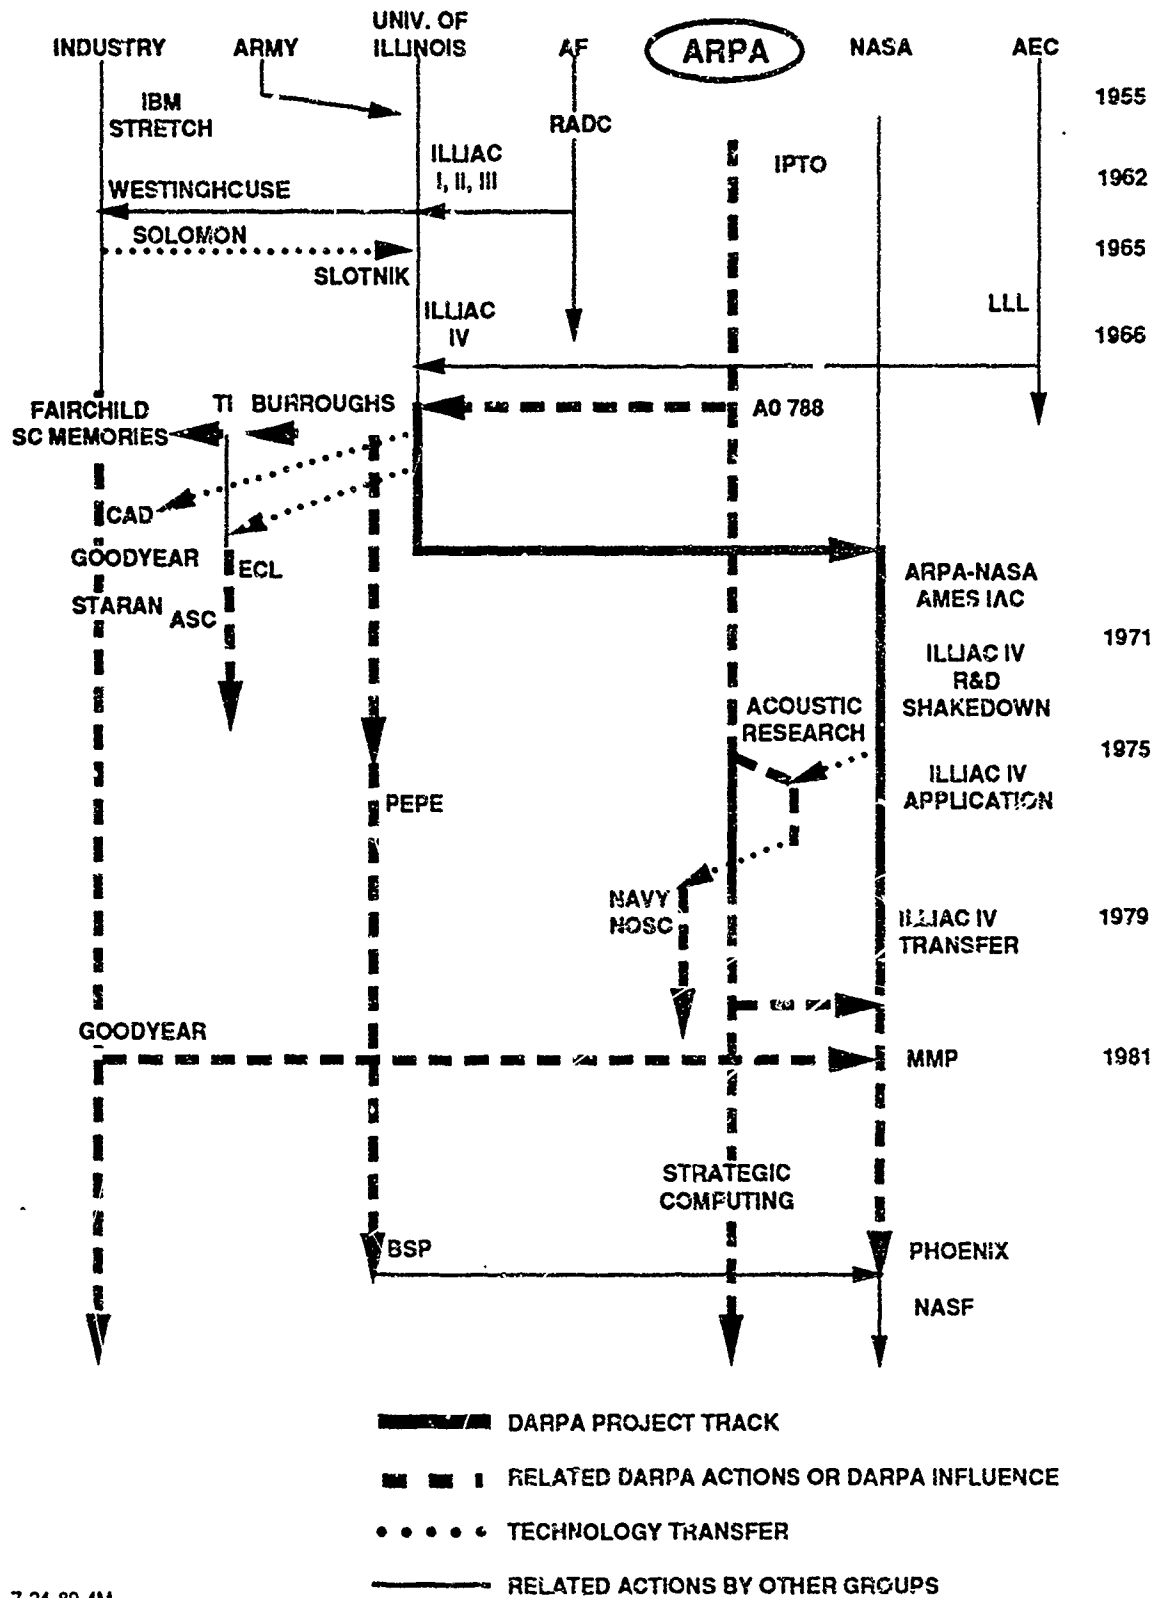 UNIV. OF
INDUSTRY ARMY ILLINOIS AF ARPA NASA AEC
1955
IBM
STRETCH
RADC
ILLIAC
I, II, III
IPTO
1962
WESTINGHCUSE
SOLOMON
1965
SLOTNIK
LLL
ILLIAC
IV
1966
FAIRCHILD TI BURROUGHS A0 788
SC MEMORIES
CAD
GOODYEAR
ECL
ARPA-NASA
AMES IAC
STARAN
ASC
1971
ILLIAC IV
R&D
SHAKEDOWN
ACOUSTIC
RESEARCH
1975
ILLIAC IV
APPLICATION
PEPE
NAVY
NOSC
ILLIAC IV
TRANSFER
1979
GOODYEAR
MMP
1981
STRATEGIC
COMPUTING
BSP
PHOENIX
NASF
DARPA PROJECT TRACK
RELATED DARPA ACTIONS OR DARPA INFLUENCE
TECHNOLOGY TRANSFER
RELATED ACTIONS BY OTHER GROUPS